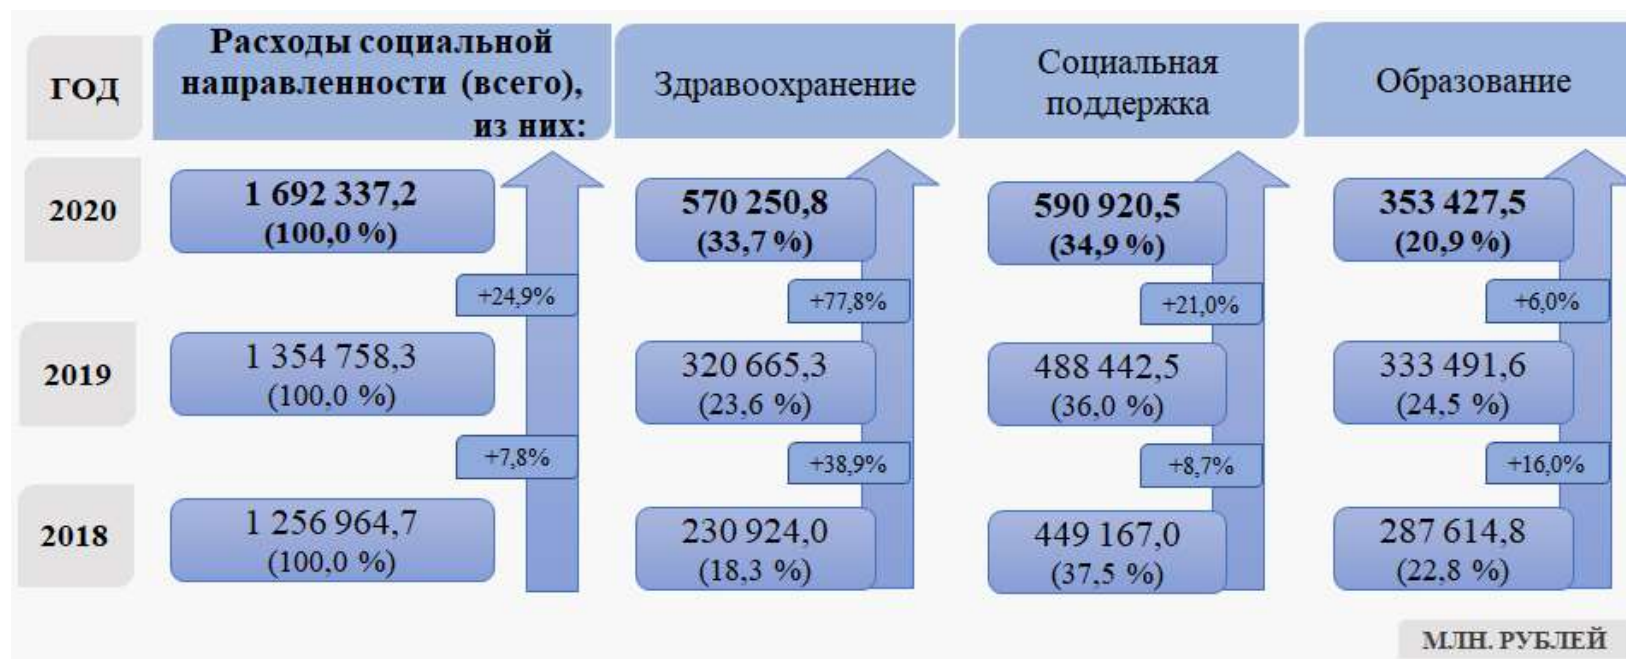 ГОД
Расходы социальной
направленности (всего),
из них:
Здравоохранение
Социальная
поддержка
Образование
2020
1 692 337,2
(100,0 %)
570 250,8
(33,7 %)
590 920,5
(34,9 %)
353 427,5
(20,9 %)
+24,9%
+77,8%
+21,0%
+6,0%
2019
1 354 758,3
(100,0 %)
320 665,3
(23,6 %)
488 442,5
(36,0 %)
333 491,6
(24,5 %)
+7,8%
+38,9%
+8,7%
+16,0%
2018
1 256 964,7
(100,0 %)
230 924,0
(18,3 %)
449 167,0
(37,5 %)
287 614,8
(22,8 %)
МЛН. РУБЛЕЙ